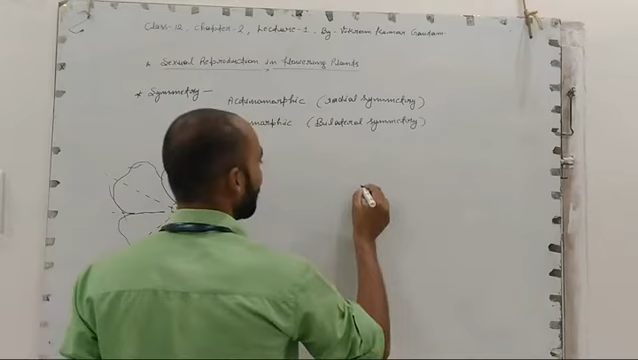 Class-12, Chapter-2, Lecture-1, By- Vikram Kumar Gautam
Sexual Reproduction in flowering Plants
* Symmetry - Actinomorphic (radial symmetry)
morphic (Bilateral symmetry)